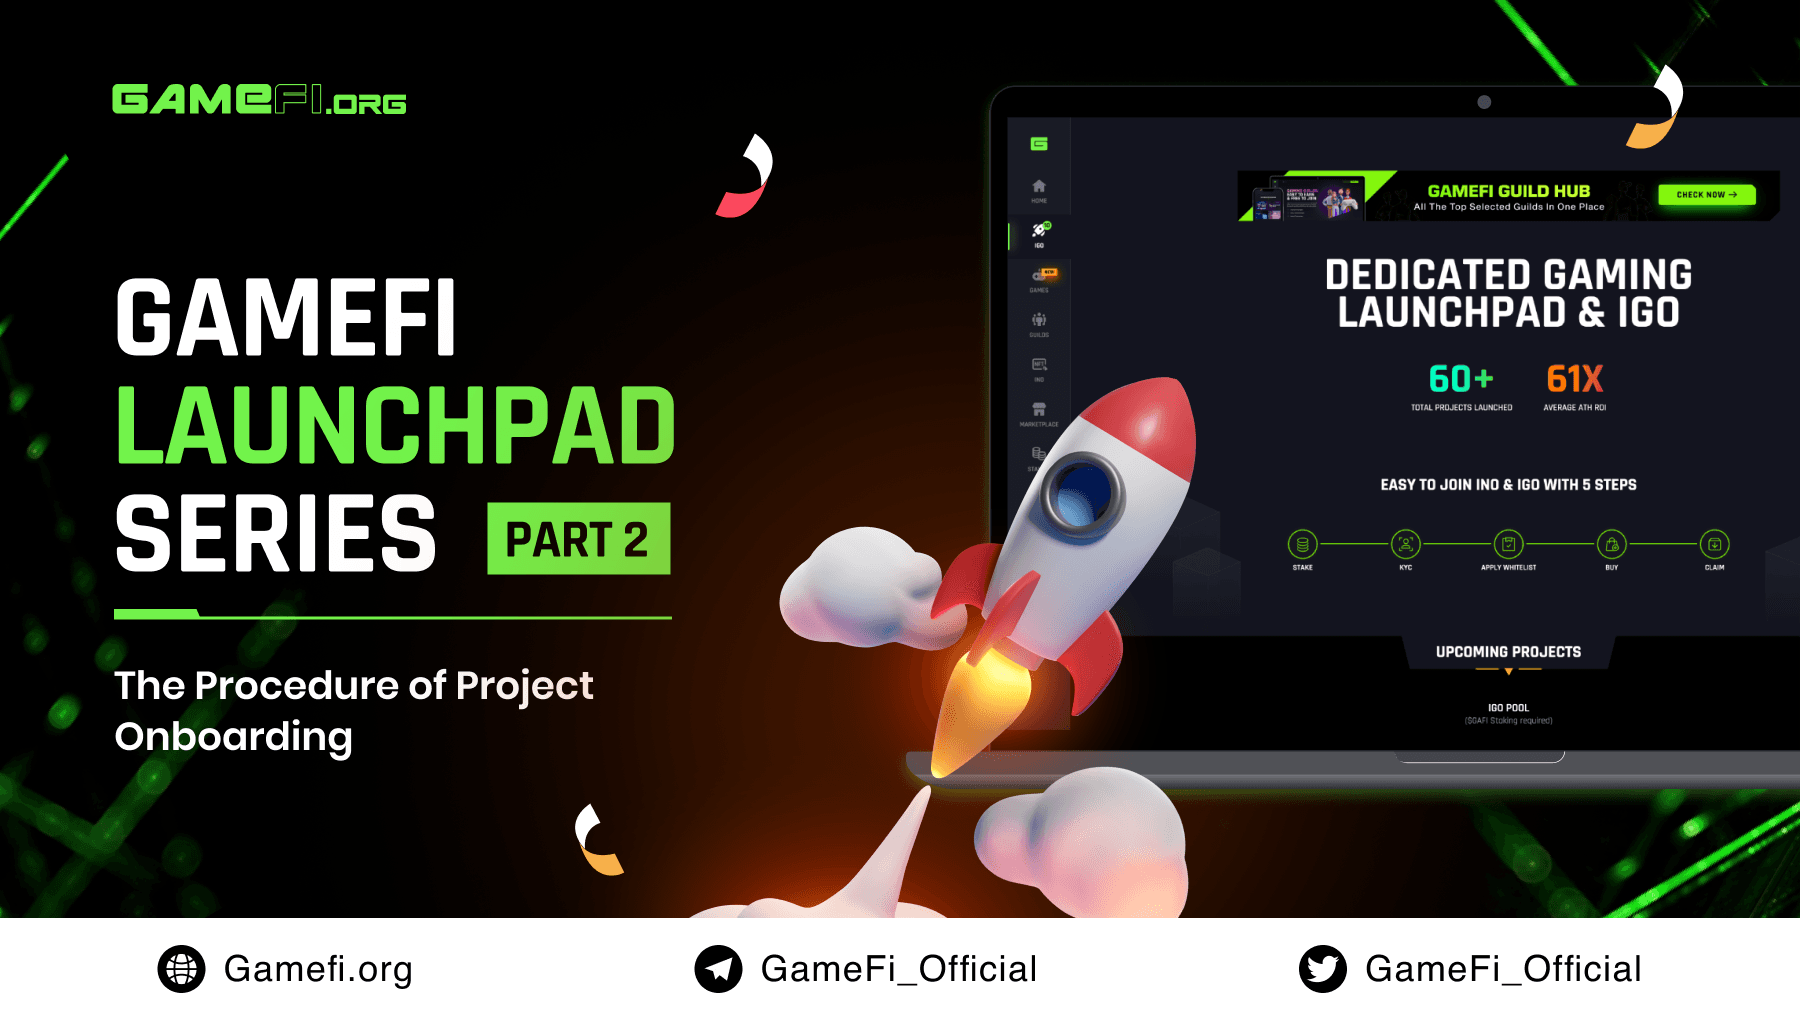 GAMEFI.ORG
GAMEFI
LAUNCHPAD
SERIES
PART 2
The Procedure of Project
Onboarding
HOME
IGO
GAMES
GUILDS
INO
MARKETPLACE
GAMEFI GUILD HUB
All The Top Selected Guilds In One Place
CHECK NOW →
DEDICATED GAMING
LAUNCHPAD & IGO
60+
61X
TOTAL PROJECTS LAUNCHED
AVERAGE ATH ROI
EASY TO JOIN INO & IGO WITH 5 STEPS
STAKE
KYC
APPLY WHITELIST
BUY
CLAIM
UPCOMING PROJECTS
IGO POOL
($GAFI Staking required)
Gamefi.org
GameFi_Official
GameFi_Official